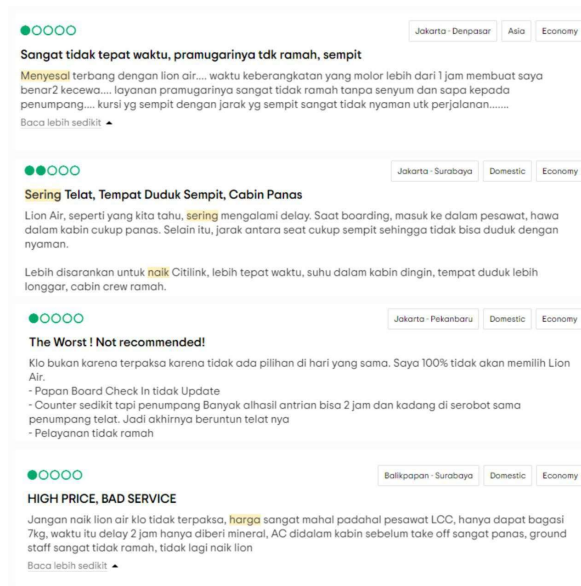 Jakarta - Denpasar Asia Economy
Sangat tidak tepat waktu, pramugarinya tdk ramah, sempit
Menyesal terbang dengan lion air.... waktu keberangkatan yang molor lebih dari 1 jam membuat saya
benar2 kecewa.... layanan pramugarinya sangat tidak ramah tanpa senyum dan sapa kepada
penumpang.... kursi yg sempit dengan jarak yg sempit sangat tidak nyaman utk perjalanan.......
Baca lebih sedikit
Jakarta - Surabaya Domestic Economy
Sering Telat, Tempat Duduk Sempit, Cabin Panas
Lion Air, seperti yang kita tahu, sering mengalami delay. Saat boarding, masuk ke dalam pesawat, hawa
dalam kabin cukup panas. Selain itu, jarak antara seat cukup sempit sehingga tidak bisa duduk dengan
nyaman.
Lebih disarankan untuk naik Citilink, lebih tepat waktu, suhu dalam kabin dingin, tempat duduk lebih
longgar, cabin crew ramah.
Jakarta - Pekanbaru Domestic Economy
The Worst ! Not recommended!
Klo bukan karena terpaksa karena tidak ada pilihan di hari yang sama. Saya 100% tidak akan memilih Lion
Air.
- Papan Board Check In tidak Update
- Counter sedikit tapi penumpang Banyak alhasil antrian bisa 2 jam dan kadang di serobot sama
penumpang telat. Jadi akhirnya beruntun telat nya
- Pelayanan tidak ramah
Balikpapan - Surabaya Domestic Economy
HIGH PRICE, BAD SERVICE
Jangan naik lion air klo tidak terpaksa, harga sangat mahal padahal pesawat LCC, hanya dapat bagasi
7kg, waktu itu delay 2 jam hanya diberi mineral, AC didalam kabin sebelum take off sangat panas, ground
staff sangat tidak ramah, tidak lagi naik lion
Baca lebih sedikit